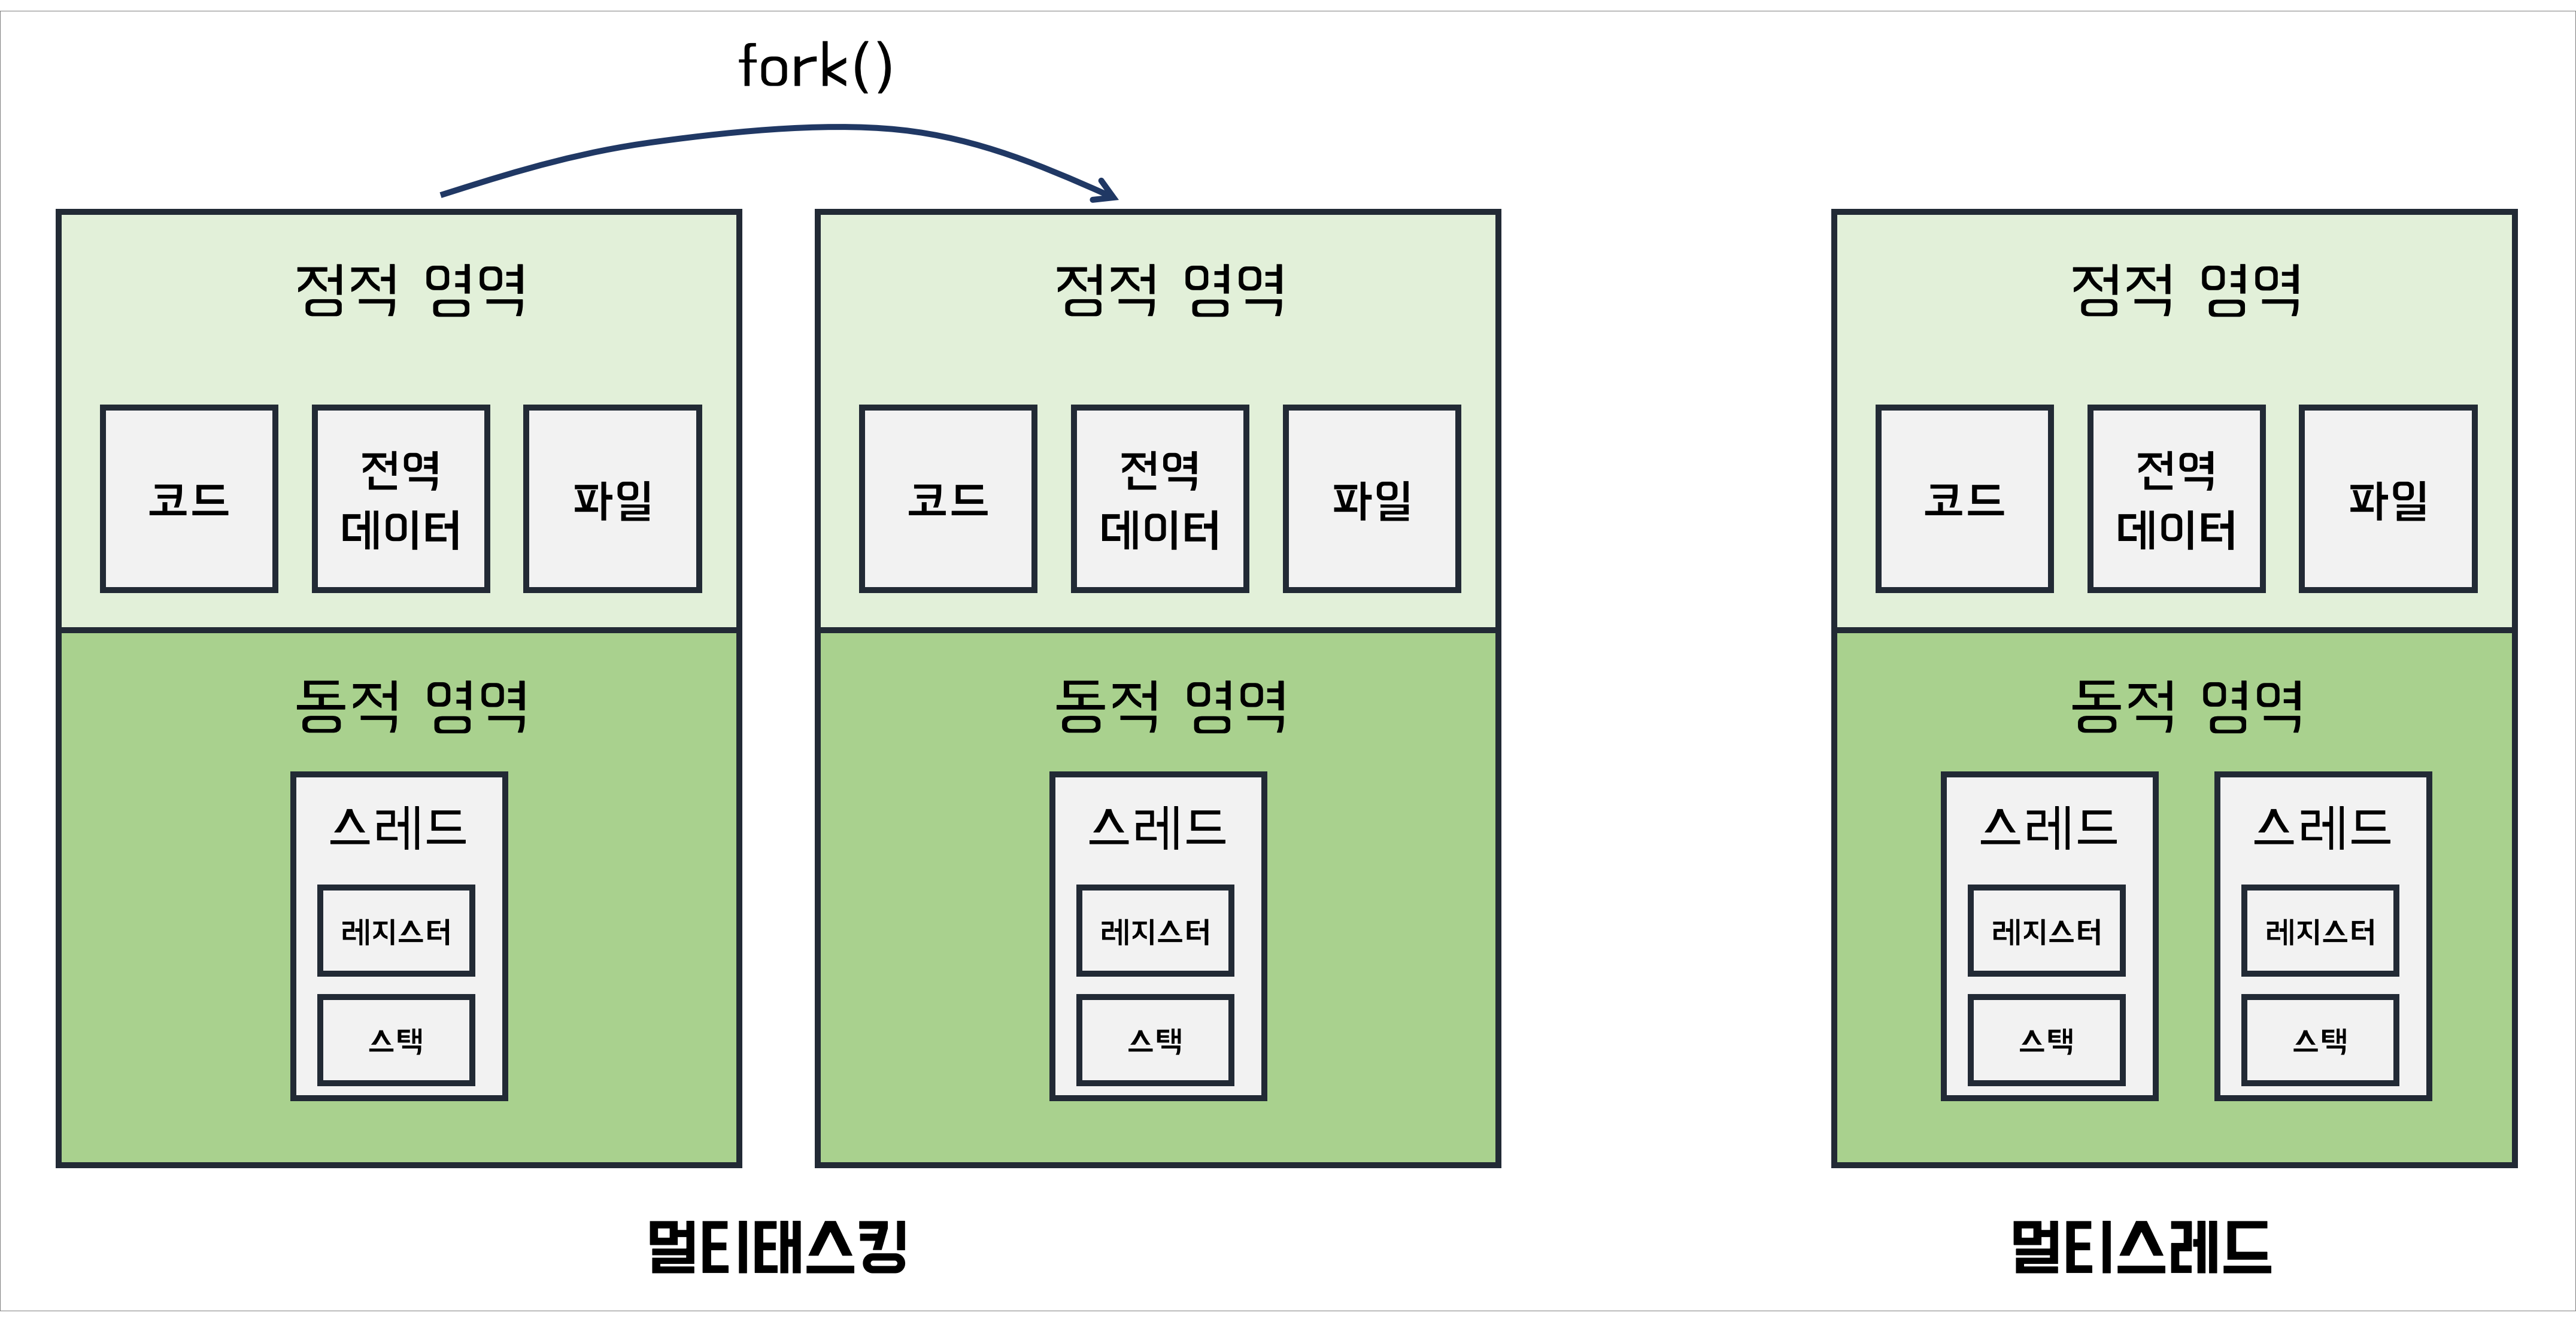 fork()
정적 영역
코드
전역
데이터
파일
동적 영역
스레드
레지스터
스택
정적 영역
코드
전역
데이터
파일
동적 영역
스레드
레지스터
스택
멀티태스킹
정적 영역
코드
전역
데이터
파일
동적 영역
스레드
레지스터
스택
스레드
레지스터
스택
멀티스레드